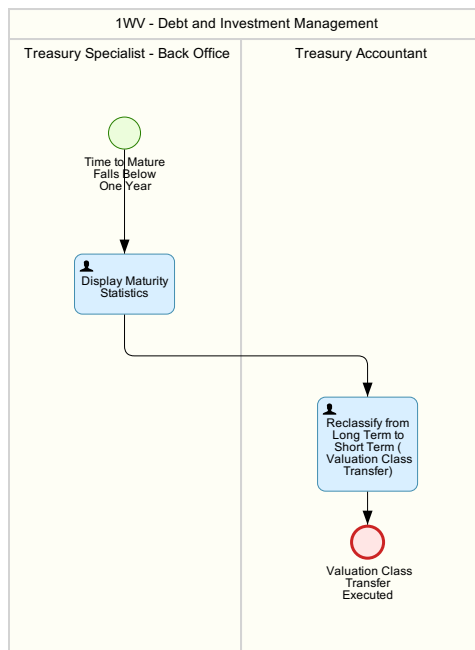 1WV - Debt and Investment Management
Treasury Specialist - Back Office
Treasury Accountant
Time to Mature
Falls Below
One Year
Display Maturity
Statistics
Reclassify from
Long Term to
Short Term (
Valuation Class
Transfer)
Valuation Class
Transfer
Executed